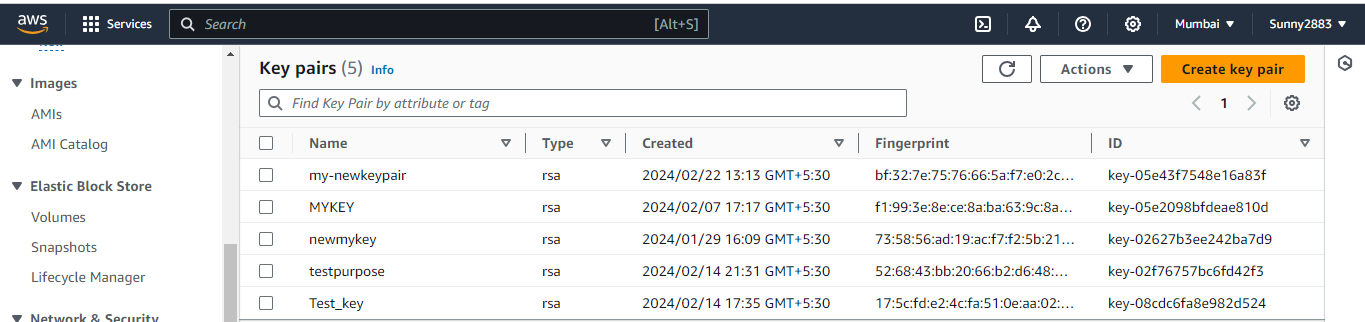 aws Services Search [Alt+S] Mumbai Sunny2883
Images
AMIs
AMI Catalog
Elastic Block Store
Volumes
Snapshots
Lifecycle Manager
Network & Security
Key pairs (5) Info Actions Create key pair
Find Key Pair by attribute or tag 1
Name Type Created Fingerprint ID
my-newkeypair rsa 2024/02/22 13:13 GMT+5:30 bf:32:7e:75:76:66:5a:f7:e0:2c... key-05e43f7548e16a83f
MYKEY rsa 2024/02/07 17:17 GMT+5:30 f1:99:3e:8e:ce:8a:ba:63:9c:8a... key-05e2098bfdeae810d
newmykey rsa 2024/01/29 16:09 GMT+5:30 73:58:56:ad:19:ac:f7:f2:5b:21... key-02627b3ee242ba7d9
testpurpose rsa 2024/02/14 21:31 GMT+5:30 52:68:43:bb:20:66:b2:d6:48:... key-02f76757bc6fd42f3
Test_key rsa 2024/02/14 17:35 GMT+5:30 17:5c:fd:e2:4c:fa:51:0e:aa:02:... key-08cdc6fa8e982d524